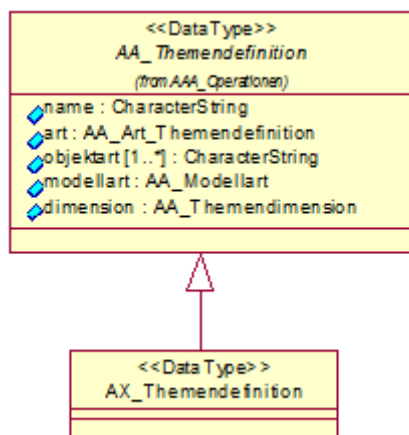 <<DataType>>
AA_Themendefinition
(from AAA_Operationen)
name : CharacterString
art : AA_Art_Themendefinition
objektart [1..*] : CharacterString
modellart : AA_Modellart
dimension : AA_Themendimension
<<DataType>>
AX_Themendefinition